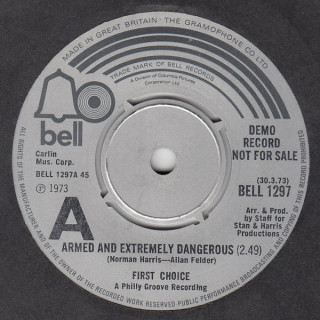 MADE IN GREAT BRITAIN · THE GRAMOPHONE CO LTD
TRADE MARK OF BELL RECORDS
A Division of Columbia Pictures
Corporation Ltd
bell
Carlin
Mus. Corp.
BELL 1297A 45
℗ 1973
A
DEMO
RECORD
NOT FOR SALE
(30.3.73)
BELL 1297
Arr. & Prod.
by Staff for
Stan & Harris
Productions
ARMED AND EXTREMELY DANGEROUS (2.49)
(Norman Harris—Allan Felder)
FIRST CHOICE
A Philly Groove Recording
ALL RIGHTS OF THE MANUFACTURER AND OF THE OWNER OF THE RECORDED WORK RESERVED UNAUTHORISED PUBLIC PERFORMANCE BROADCASTING AND COPYING OF THIS RECORD PROHIBITED